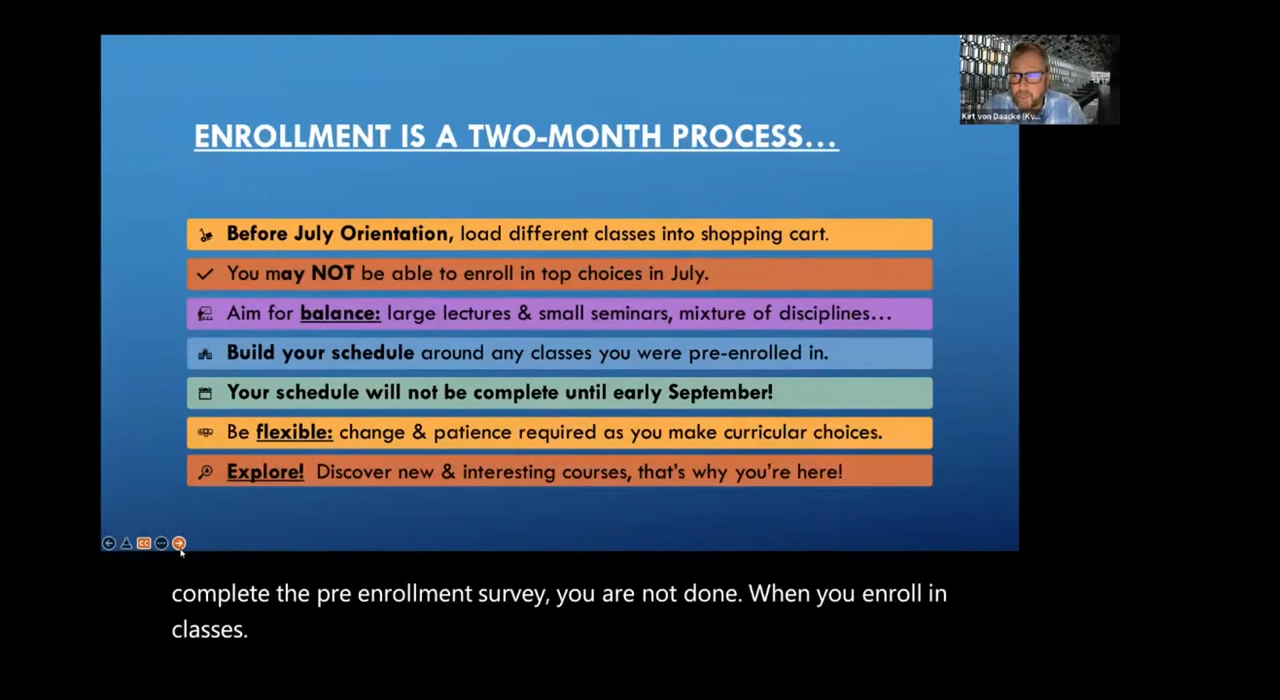 Kirt von Daacke (Kv...
ENROLLMENT IS A TWO-MONTH PROCESS...
Before July Orientation, load different classes into shopping cart.
You may NOT be able to enroll in top choices in July.
Aim for balance: large lectures & small seminars, mixture of disciplines...
Build your schedule around any classes you were pre-enrolled in.
Your schedule will not be complete until early September!
Be flexible: change & patience required as you make curricular choices.
Explore! Discover new & interesting courses, that's why you're here!
CC
complete the pre enrollment survey, you are not done. When you enroll in
classes.